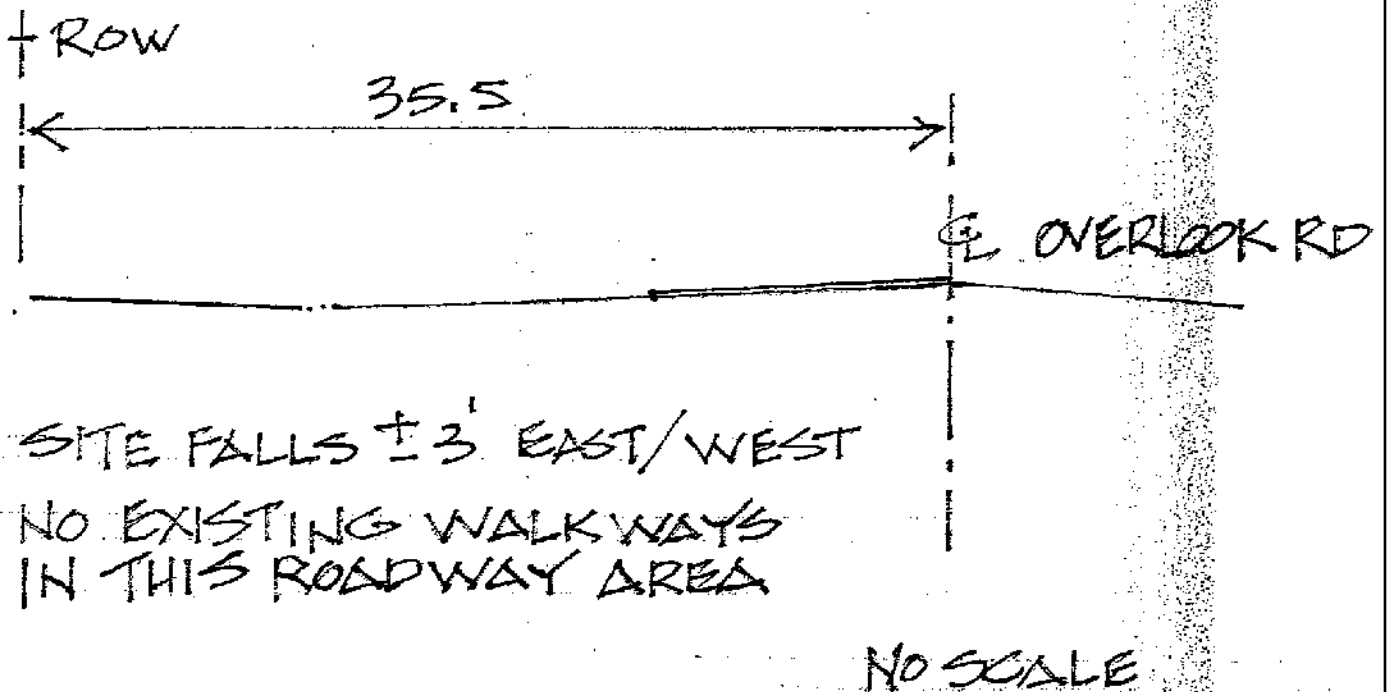 ROW
35.5
℄ OVERLOOK RD
SITE FALLS ±3' EAST/WEST
NO EXISTING WALKWAYS
IN THIS ROADWAY AREA
NO SCALE